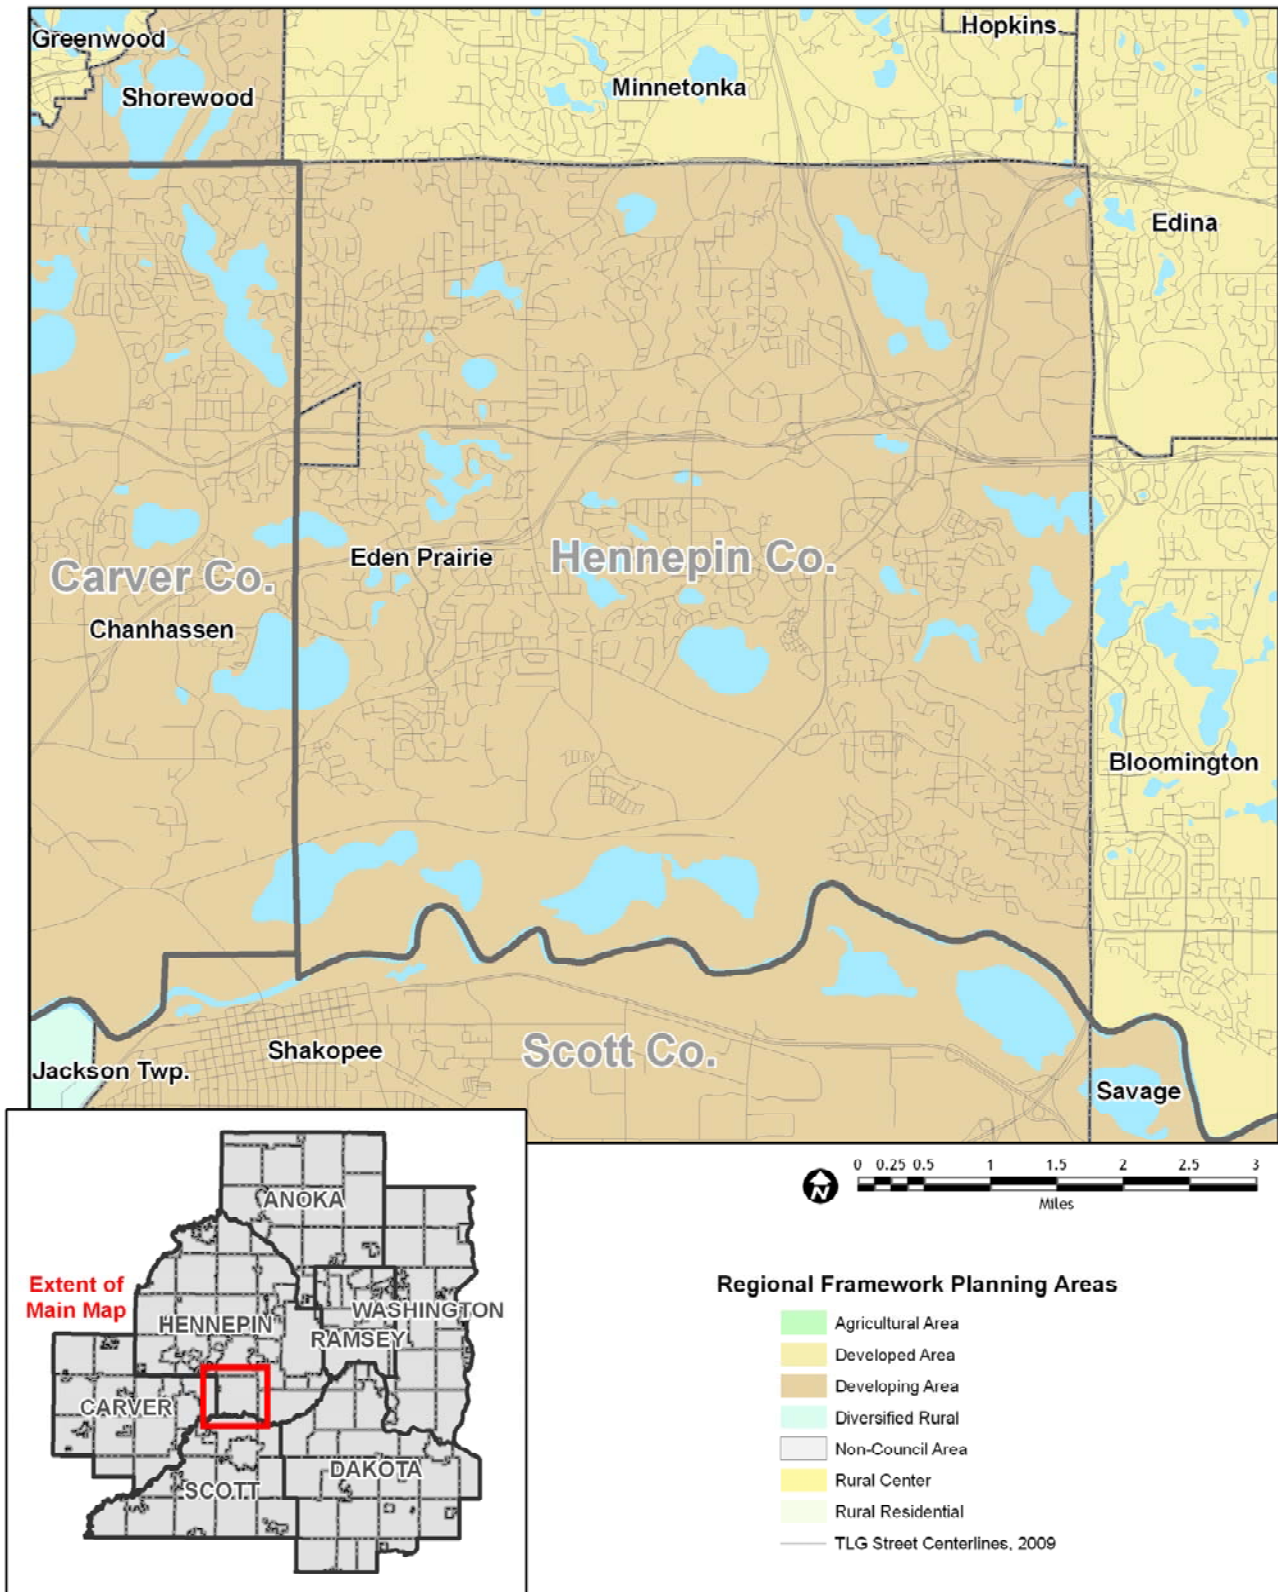 Greenwood
Hopkins
Minnetonka
Shorewood
Edina
Eden Prairie
Hennepin Co.
Carver Co.
Chanhassen
Bloomington
Shakopee
Scott Co.
Jackson Twp.
Savage
0 0.25 0.5 1 1.5 2 2.5 3
Miles
N
ANOKA
Extent of
Main Map
WASHINGTON
HENNEPIN
RAMSEY
CARVER
DAKOTA
SCOTT
Regional Framework Planning Areas
Agricultural Area
Developed Area
Developing Area
Diversified Rural
Non-Council Area
Rural Center
Rural Residential
TLG Street Centerlines, 2009